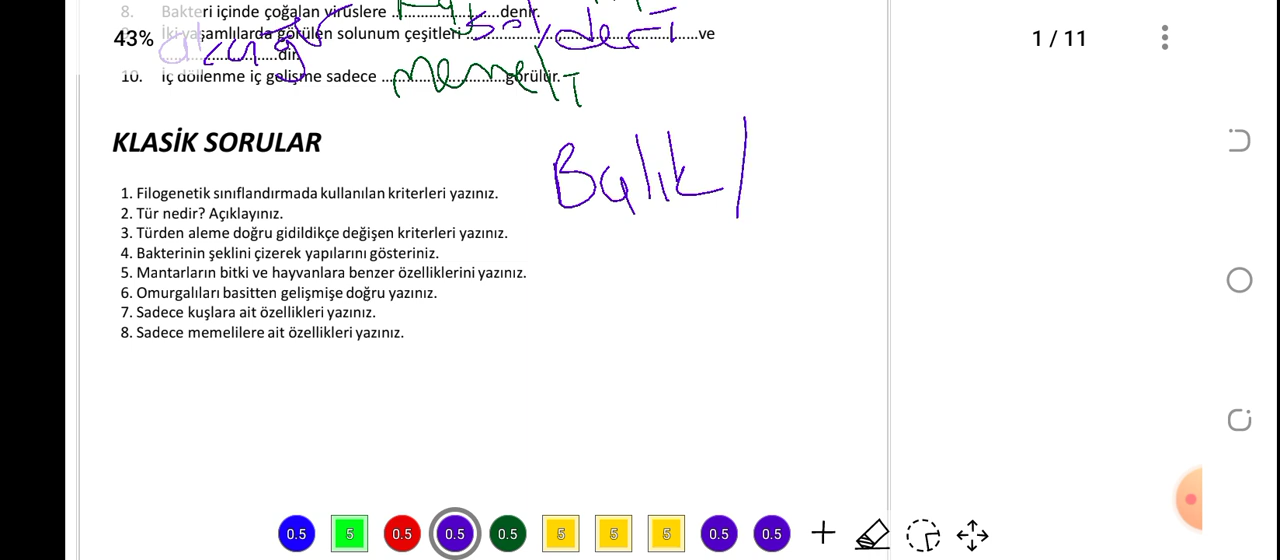 8. Bakteri içinde çoğalan virüslere ........................denir.
43%
İki yaşamlılarda görülen solunum çeşitleri ................,................................ve
1 / 11
sol deri
akciğer
........................dir.
10. İç döllenme iç gelişme sadece ..........................görülür.
memeli
KLASİK SORULAR
Balık
1. Filogenetik sınıflandırmada kullanılan kriterleri yazınız.
2. Tür nedir? Açıklayınız.
3. Türden aleme doğru gidildikçe değişen kriterleri yazınız.
4. Bakterinin şeklini çizerek yapılarını gösteriniz.
5. Mantarların bitki ve hayvanlara benzer özelliklerini yazınız.
6. Omurgalıları basitten gelişmişe doğru yazınız.
7. Sadece kuşlara ait özellikleri yazınız.
8. Sadece memelilere ait özellikleri yazınız.
0.5 5 0.5 0.5 0.5 5 5 5 0.5 0.5